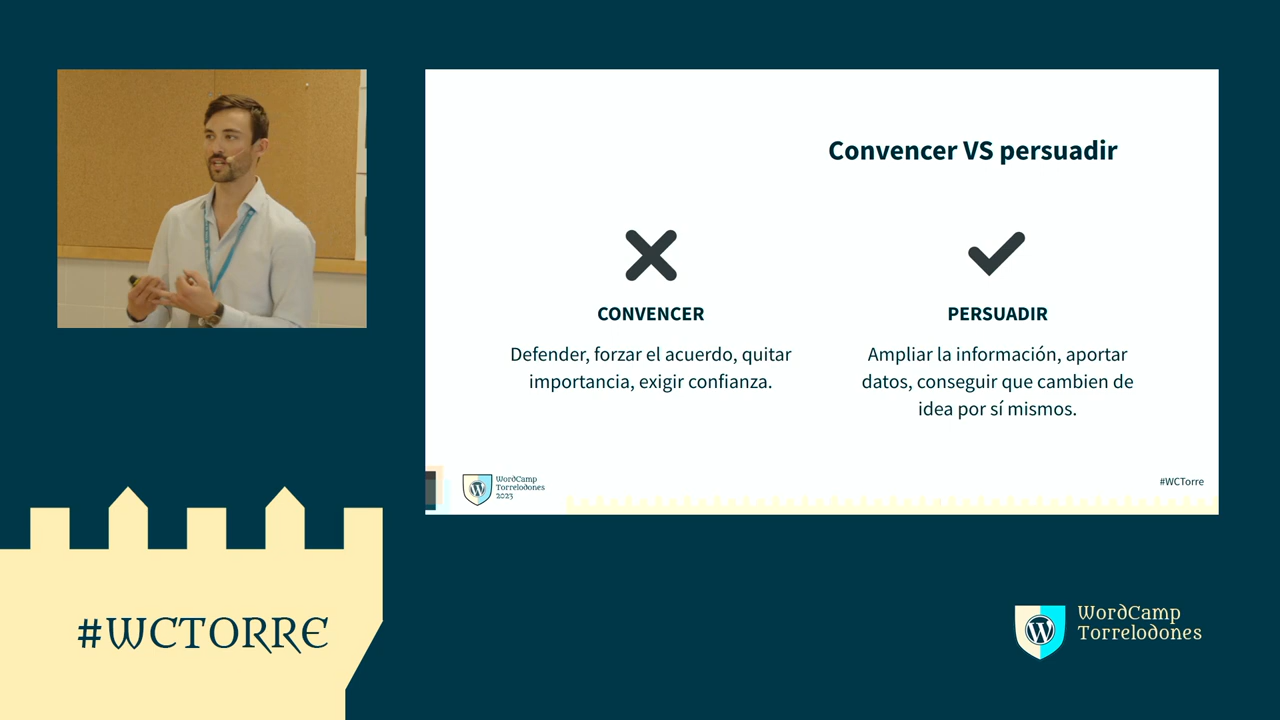 Convencer VS persuadir
CONVENCER
Defender, forzar el acuerdo, quitar
importancia, exigir confianza.
PERSUADIR
Ampliar la información, aportar
datos, conseguir que cambien de
idea por sí mismos.
WordCamp
Torrelodones
2023
#WCTorre
#WCTORRE
WordCamp
Torrelodones